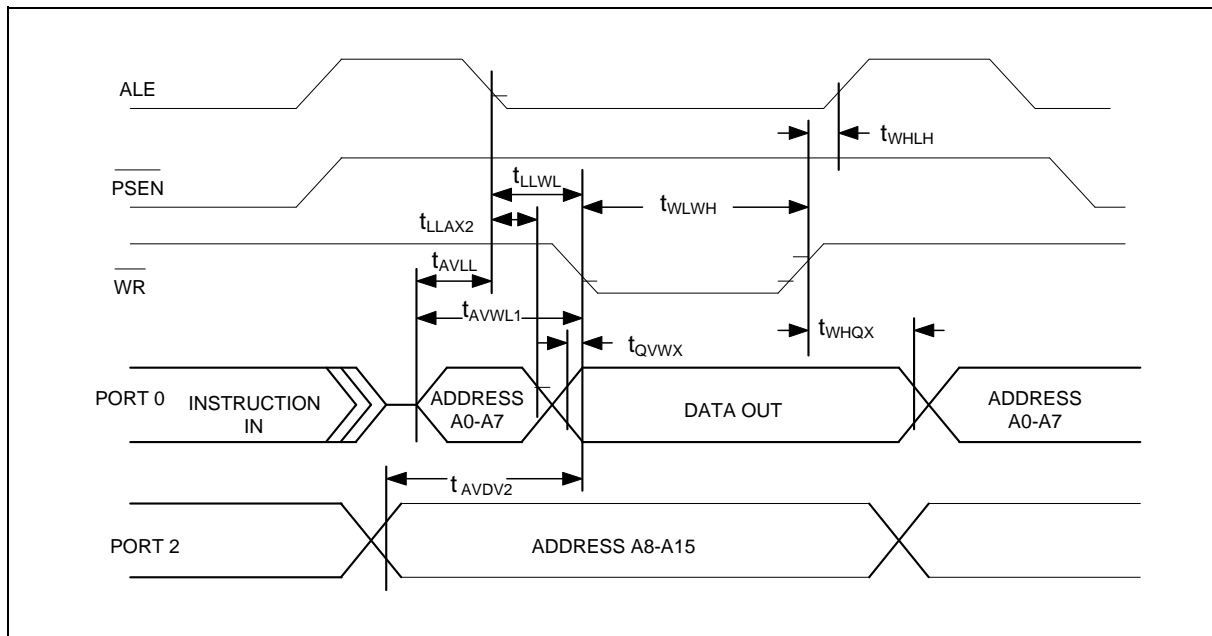 ALE
tWHLH
PSEN
tLLWL
tWLWH
tLLAX2
tAVLL
WR
tAVWL1
tWHQX
tQVWX
PORT 0
INSTRUCTION
IN
ADDRESS
A0-A7
DATA OUT
ADDRESS
A0-A7
t AVDV2
PORT 2
ADDRESS A8-A15